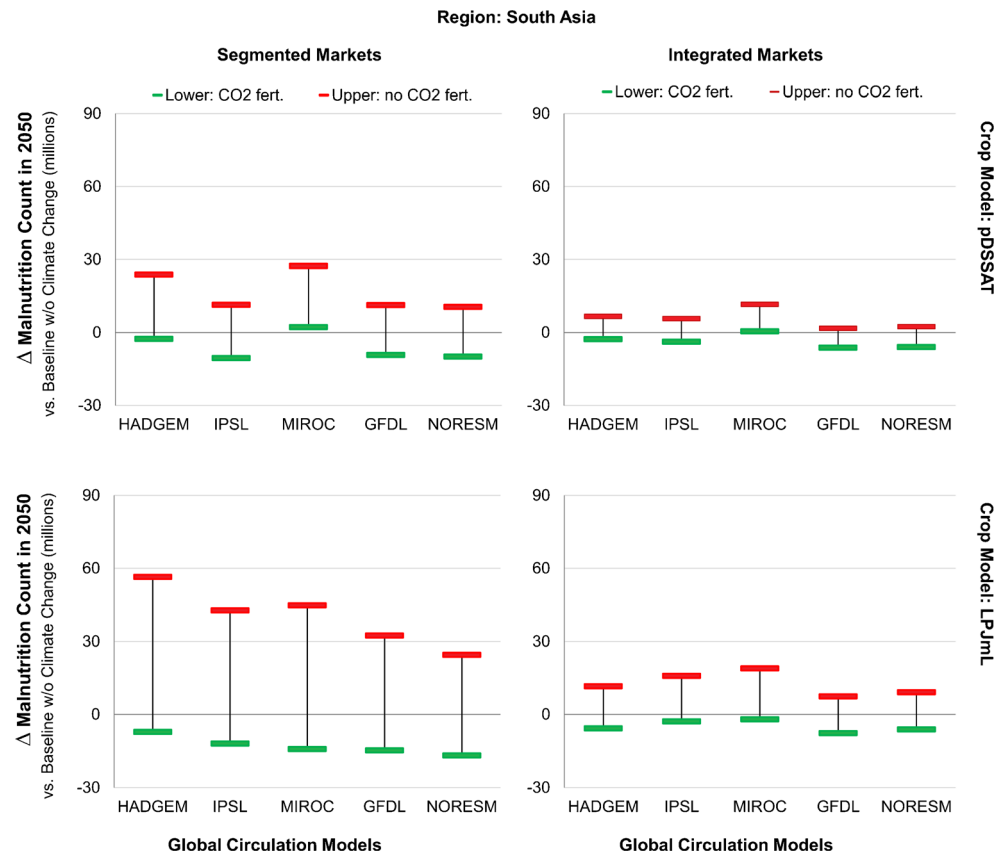 Region: South Asia
Segmented Markets
Integrated Markets
Lower: CO2 fert. Upper: no CO2 fert.
Lower: CO2 fert. Upper: no CO2 fert.
Δ Malnutrition Count in 2050
vs. Baseline w/o Climate Change (millions)
90
60
30
0
-30
HADGEM IPSL MIROC GFDL NORESM
90
60
30
0
-30
HADGEM IPSL MIROC GFDL NORESM
Crop Model: pDSSAT
Δ Malnutrition Count in 2050
vs. Baseline w/o Climate Change (millions)
90
60
30
0
-30
HADGEM IPSL MIROC GFDL NORESM
Global Circulation Models
90
60
30
0
-30
HADGEM IPSL MIROC GFDL NORESM
Global Circulation Models
Crop Model: LPJmL